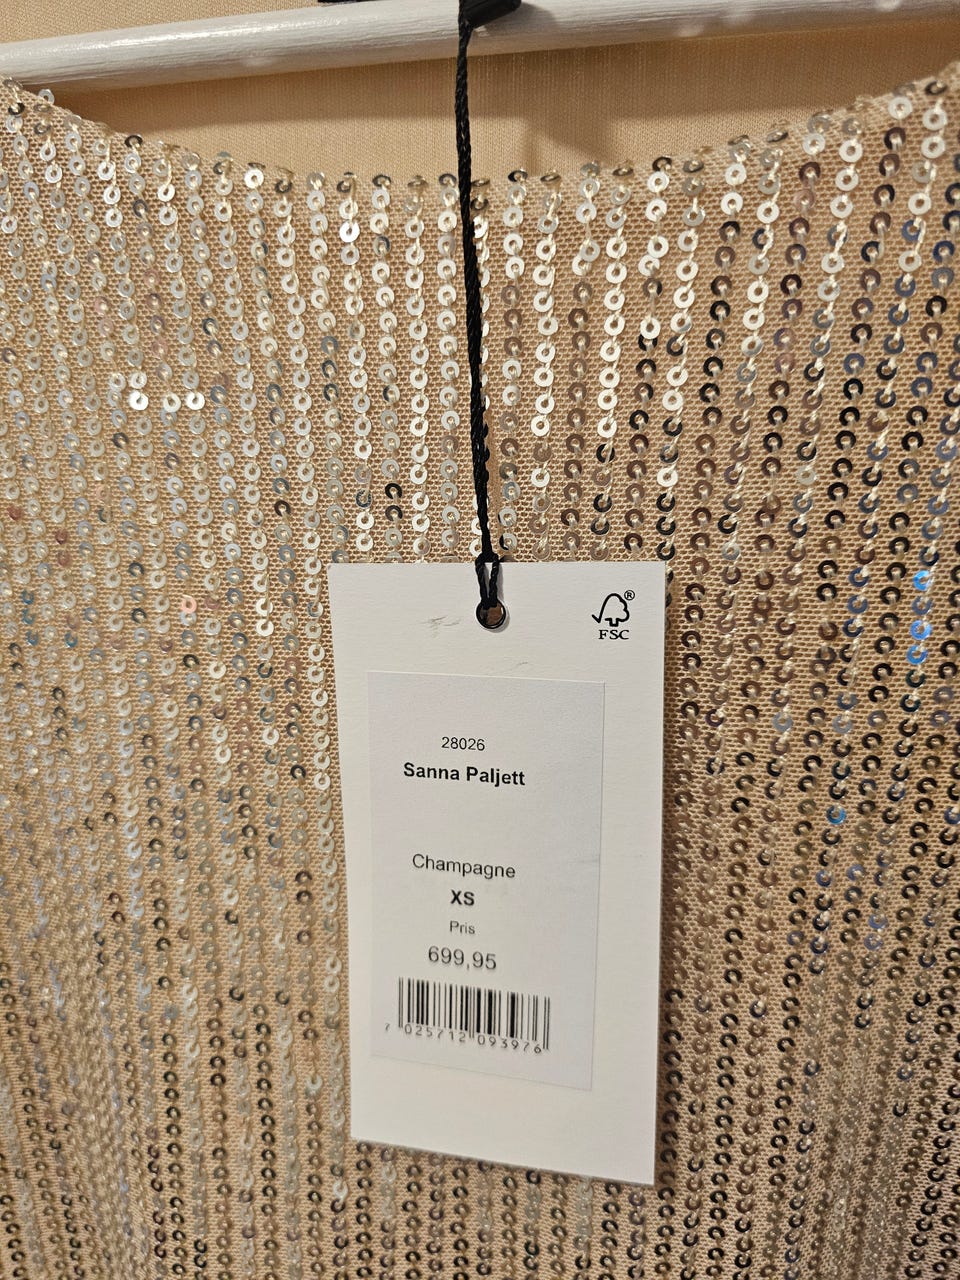 ®
FSC
28026
Sanna Paljett
Champagne
XS
Pris
699,95
7 025712 093976